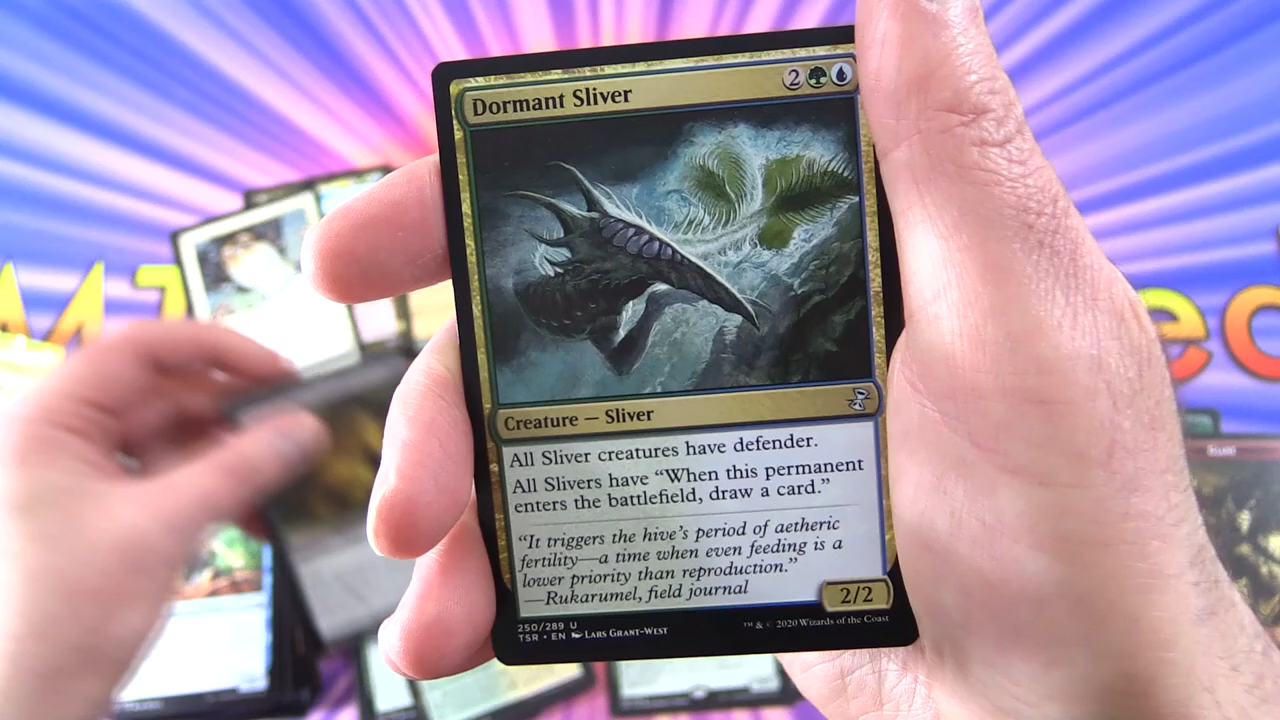 Dormant Sliver 2
Creature — Sliver
All Sliver creatures have defender.
All Slivers have “When this permanent
enters the battlefield, draw a card.”
“It triggers the hive’s period of aetheric
fertility—a time when even feeding is a
lower priority than reproduction.”
—Rukarumel, field journal
2/2
250/289 U
TSR • EN Lars Grant-West
™ & © 2020 Wizards of the Coast